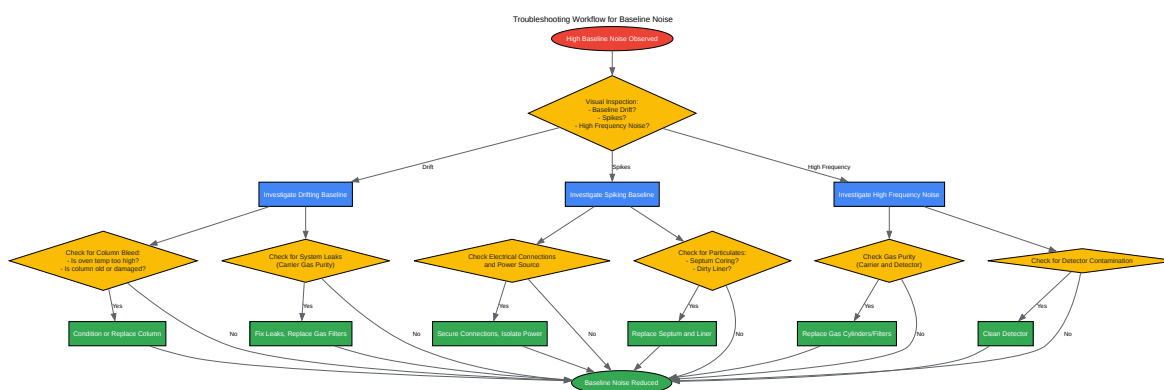 Troubleshooting Workflow for Baseline Noise
High Baseline Noise Observed
Visual Inspection:
- Baseline Drift?
- Spikes?
- High Frequency Noise?
Drift
Spikes
High Frequency
Investigate Drifting Baseline
Investigate Spiking Baseline
Investigate High Frequency Noise
Check for Column Bleed:
- Is oven temp too high?
- Is column old or damaged?
Check for System Leaks
(Carrier Gas Purity)
Check Electrical Connections
and Power Source
Check for Particulates:
- Septum Coring?
- Dirty Liner?
Check Gas Purity
(Carrier and Detector)
Check for Detector Contamination
Yes
Yes
Yes
Yes
Yes
Yes
Condition or Replace Column
No
Fix Leaks, Replace Gas Filters
No
Secure Connections, Isolate Power
No
Replace Septum and Liner
No
Replace Gas Cylinders/Filters
No
Clean Detector
No
Baseline Noise Reduced